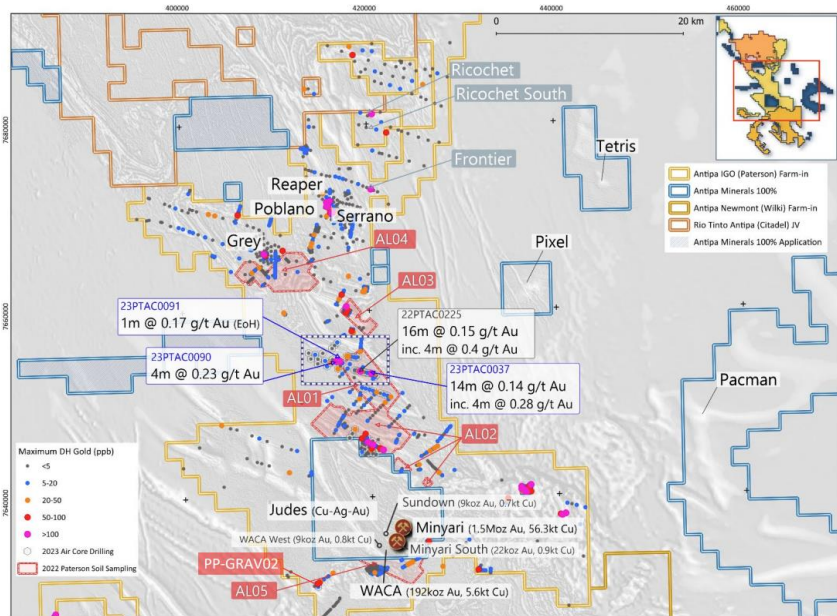 400000
420000
440000
460000
0
20 km
7680000
7660000
7640000
Ricochet
Ricochet South
Frontier
Tetris
Reaper
Poblano
Serrano
Grey
AL04
Pixel
AL03
Antipa IGO (Paterson) Farm-in
Antipa Minerals 100%
Antipa Newmont (Wilki) Farm-in
Rio Tinto Antipa (Citadel) JV
Antipa Minerals 100% Application
23PTAC0091
1m @ 0.17 g/t Au (EoH)
22PTAC0225
16m @ 0.15 g/t Au
inc. 4m @ 0.4 g/t Au
23PTAC0090
4m @ 0.23 g/t Au
23PTAC0037
14m @ 0.14 g/t Au
inc. 4m @ 0.28 g/t Au
Pacman
AL01
AL02
Maximum DH Gold (ppb)
<5
5-20
20-50
50-100
>100
2023 Air Core Drilling
2022 Paterson Soil Sampling
Sundown (9koz Au, 0.7kt Cu)
Judes (Cu-Ag-Au)
Minyari (1.5Moz Au, 56.3kt Cu)
WACA West (9koz Au, 0.8kt Cu)
Minyari South (22koz Au, 0.9kt Cu)
PP-GRAV02
AL05
WACA (192koz Au, 5.6kt Cu)